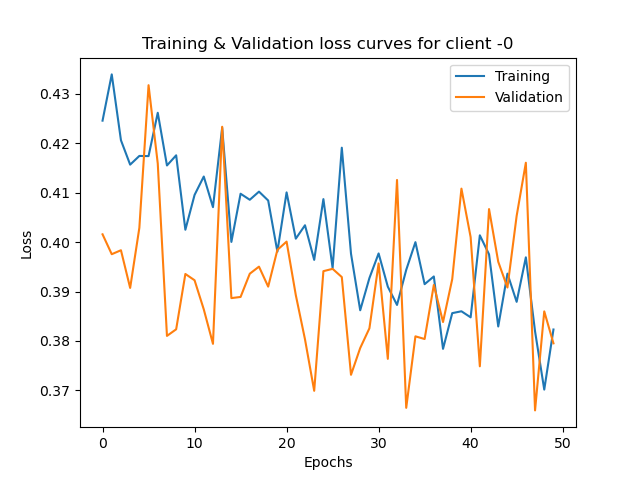 Training & Validation loss curves for client -0
Training
Validation
Loss
0.43
0.42
0.41
0.40
0.39
0.38
0.37
0
10
20
30
40
50
Epochs